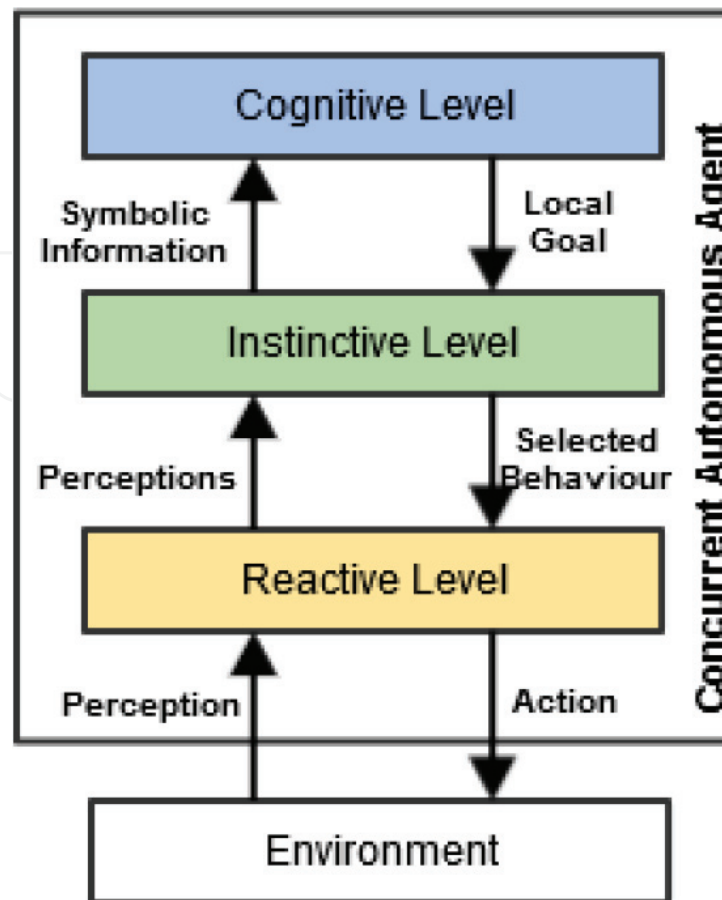 Cognitive Level
Symbolic
Information
Local
Goal
Instinctive Level
Perceptions
Selected
Behaviour
Reactive Level
Perception
Action
Environment
Concurrent Autonomous Agent